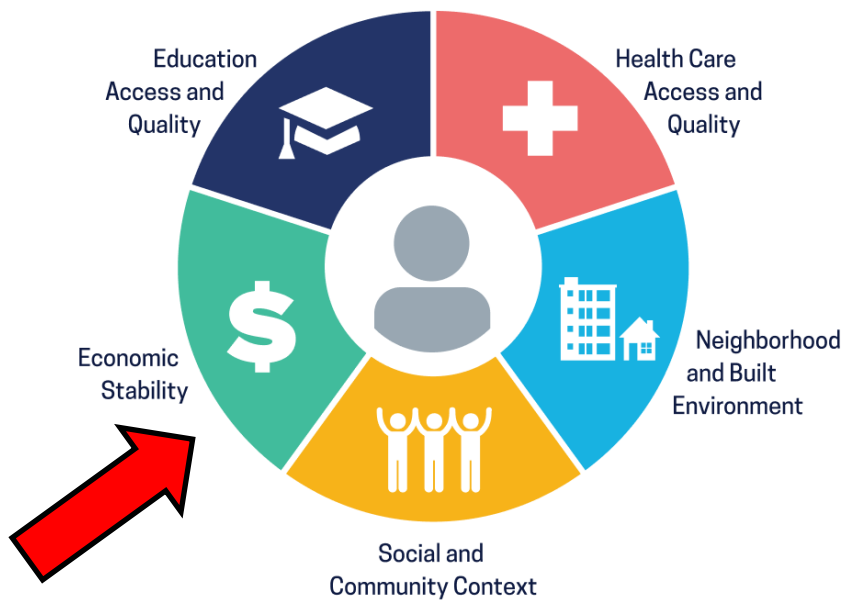 Education
Access and
Quality
Health Care
Access and
Quality
$
Economic
Stability
Neighborhood
and Built
Environment
Social and
Community Context